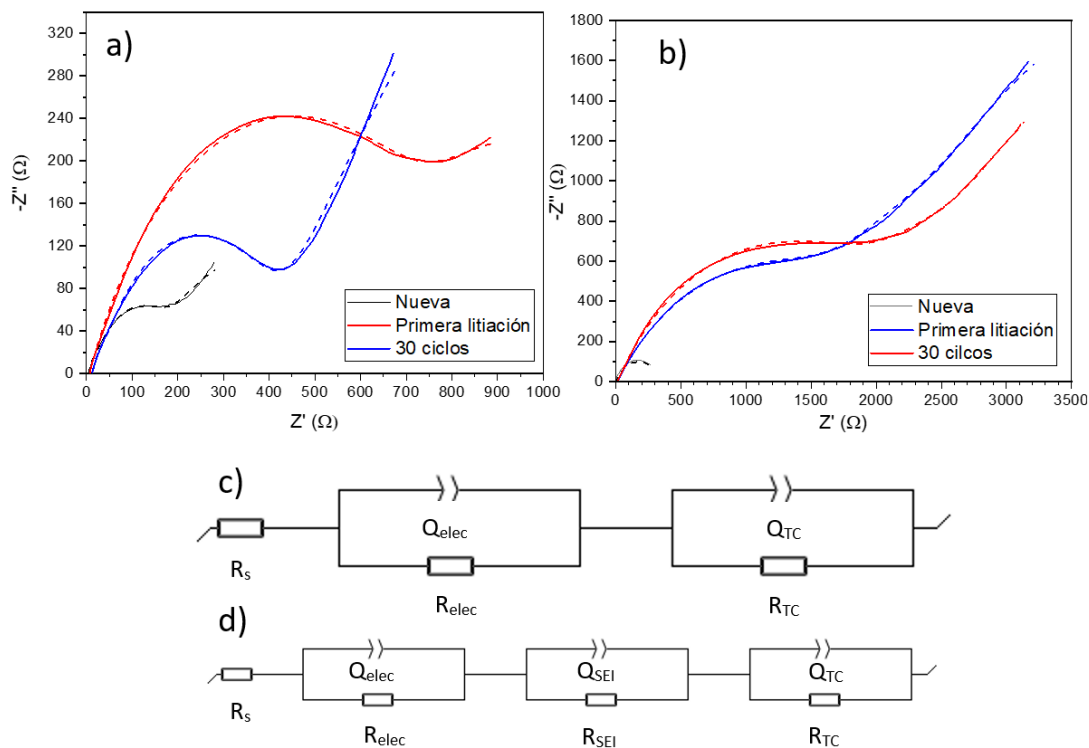 a)
320
280
240
200
160
120
80
40
0
-Z" (Ω)
0 100 200 300 400 500 600 700 800 900 1000
Z' (Ω)
Nueva
Primera litiación
30 ciclos
b)
1800
1600
1400
1200
1000
800
600
400
200
0
-Z" (Ω)
0 500 1000 1500 2000 2500 3000 3500
Z' (Ω)
Nueva
Primera litiación
30 cilcos
c)
Qelec QTC
Rs
Relec RTC
d)
Qelec QSEI QTC
Rs
Relec RSEI RTC